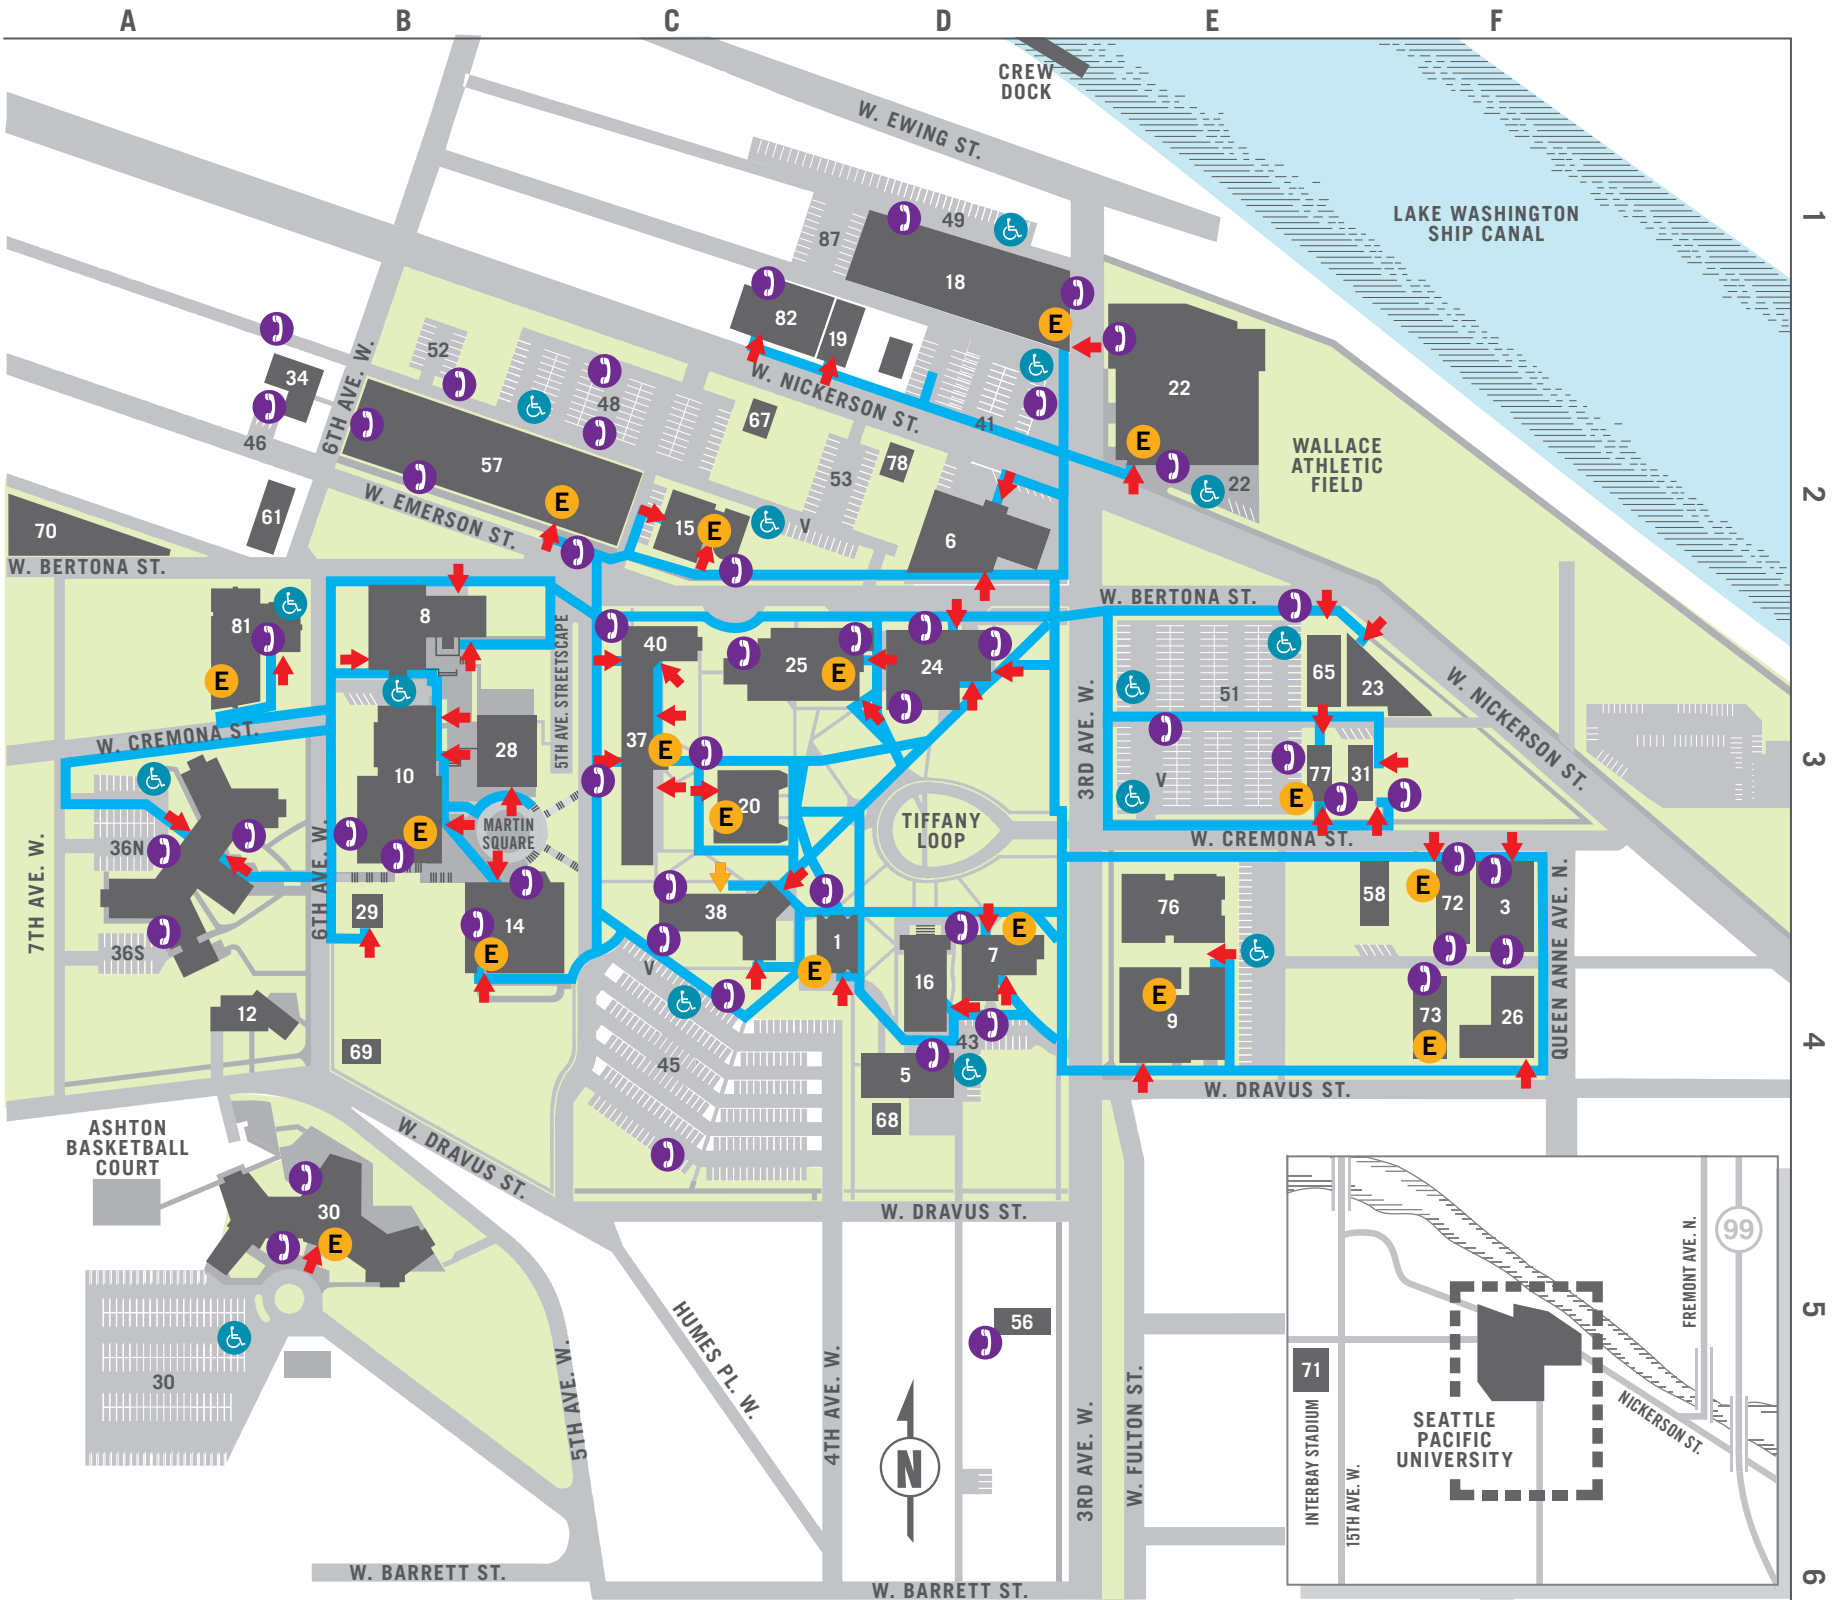 A
B
C
D
E
F
1
2
3
4
5
6
CREW
DOCK
W. EWING ST.
LAKE WASHINGTON
SHIP CANAL
49
87
18
E
82
19
22
W. NICKERSON ST.
6TH AVE. W.
52
34
48
67
41
E
WALLACE
ATHLETIC
FIELD
46
57
53
78
22
E
W. EMERSON ST.
61
70
15
E
V
6
W. BERTONA ST.
W. BERTONA ST.
81
E
8
5TH AVE. STREETSCAPE
40
25
E
24
3RD AVE. W.
51
65
23
W. NICKERSON ST.
W. CREMONA ST.
28
37
E
10
E
20
E
V
77
31
E
TIFFANY
LOOP
MARTIN
SQUARE
W. CREMONA ST.
7TH AVE. W.
36N
6TH AVE. W.
29
14
E
38
1
E
7
E
76
58
E
72
3
QUEEN ANNE AVE. N.
36S
V
16
E
9
73
E
26
12
69
45
43
5
68
W. DRAVUS ST.
ASHTON
BASKETBALL
COURT
W. DRAVUS ST.
30
E
W. DRAVUS ST.
30
HUMES PL. W.
5TH AVE. W.
4TH AVE. W.
56
N
3RD AVE. W.
W. FULTON ST.
99
FREMONT AVE. N.
71
INTERBAY STADIUM
15TH AVE. W.
SEATTLE
PACIFIC
UNIVERSITY
NICKERSON ST.
W. BARRETT ST.
W. BARRETT ST.